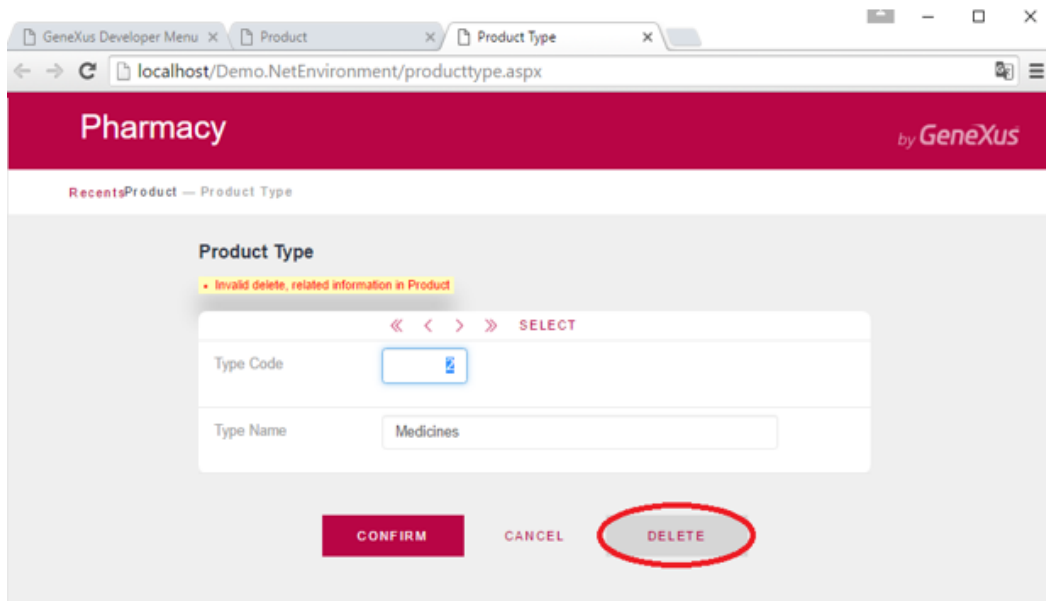 GeneXus Developer Menu
Product
Product Type
localhost/Demo.NetEnvironment/producttype.aspx
Pharmacy
by GeneXus
RecentsProduct — Product Type
Product Type
• Invalid delete, related information in Product
SELECT
Type Code 2
Type Name Medicines
CONFIRM CANCEL DELETE